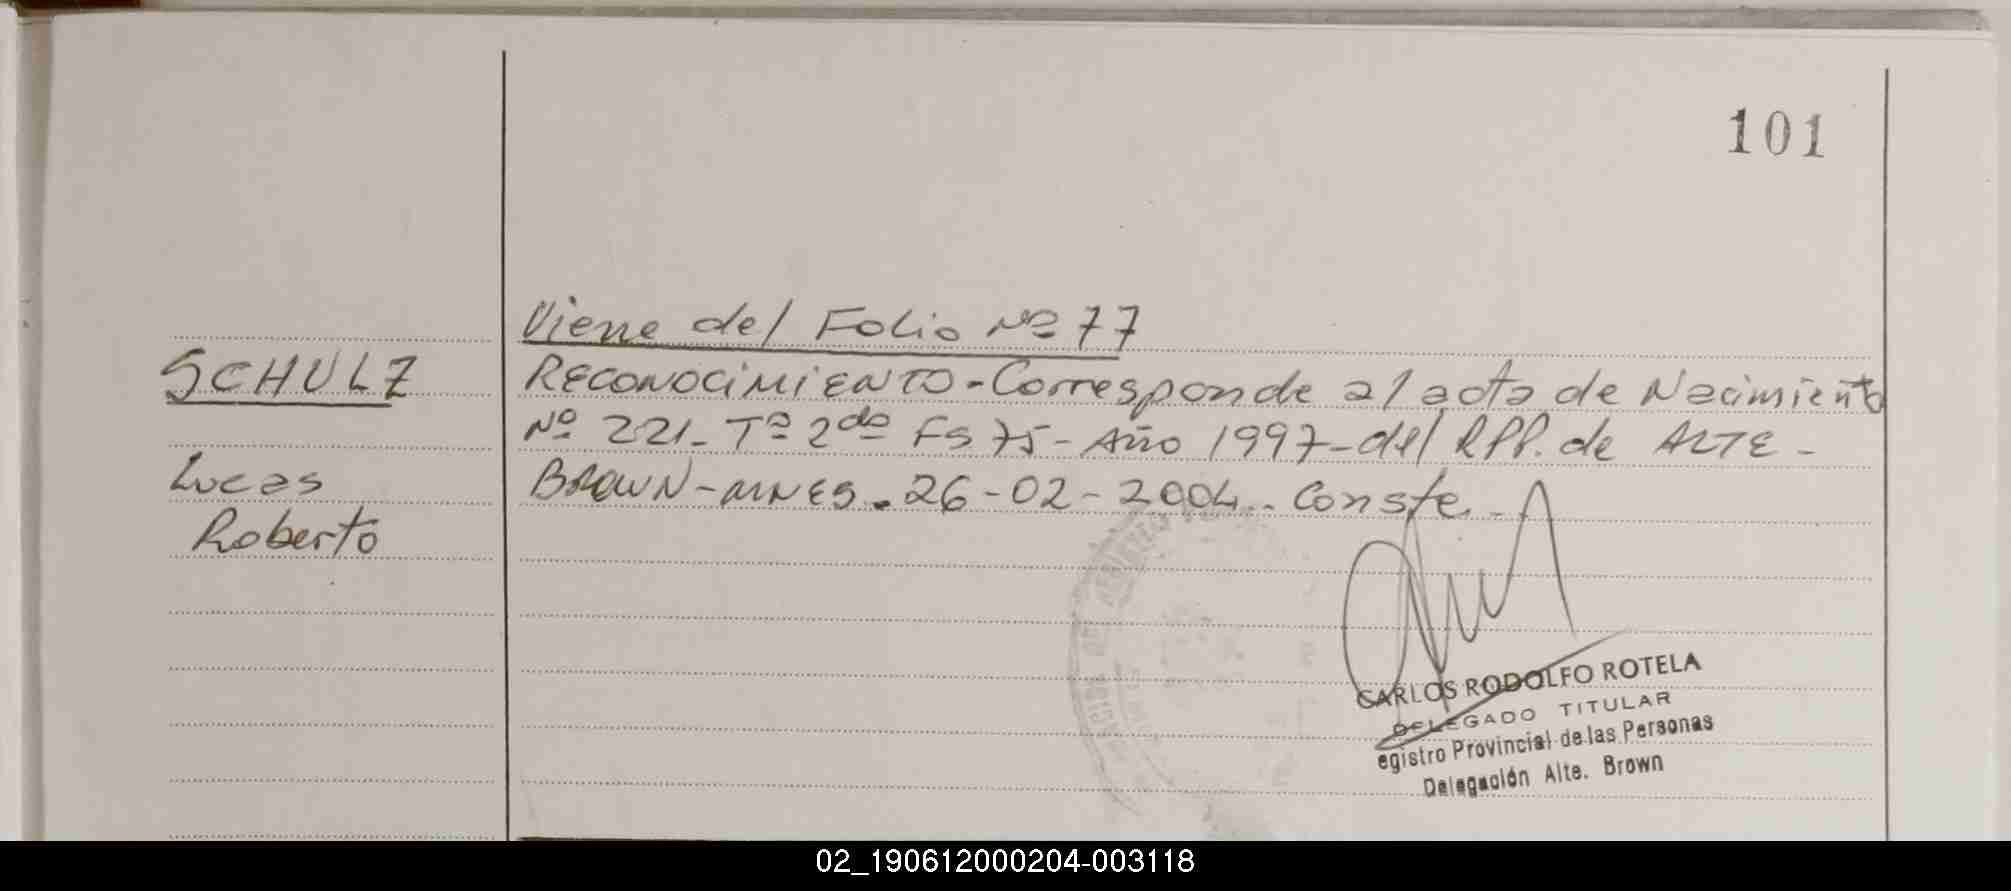 101
Viene del Folio Nº 77
SCHULZ
RECONOCIMIENTO - Corresponde al acta de Nacimiento
Nº 221 - Tº 2do Fs 75 - Año 1997 - del RPP. de ALTE -
Lucas
BROWN - 26-02-2004 - Conste -
Roberto
CARLOS RODOLFO ROTELA
DELEGADO TITULAR
egistro Provincial de las Personas
Delegación Alte. Brown
02_190612000204-003118